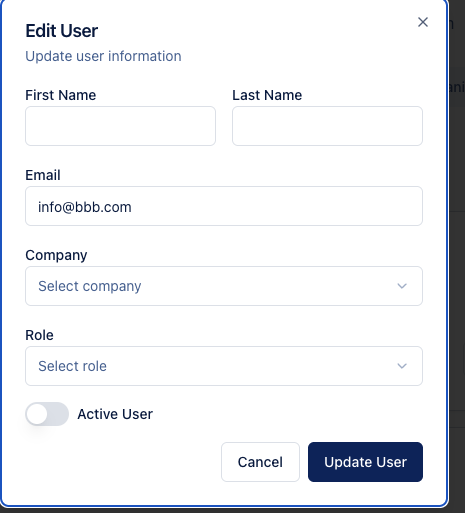 Edit User
Update user information
First Name
Last Name
Email
info@bbb.com
Company
Select company
Role
Select role
Active User
Cancel
Update User